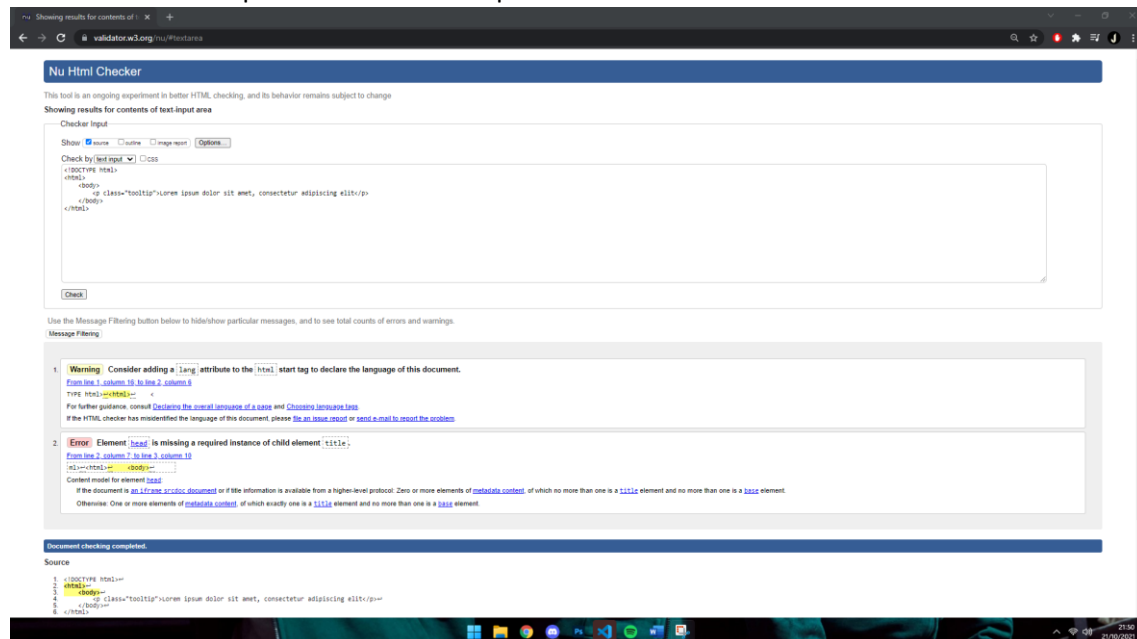 Showing results for contents of t
validator.w3.org/nu/#textarea
Nu Html Checker
This tool is an ongoing experiment in better HTML checking, and its behavior remains subject to change
Showing results for contents of text-input area
Checker Input
Show source outline image report Options...
Check by text input css
<!DOCTYPE html>
<html>
<body>
<p class="tooltip">Lorem ipsum dolor sit amet, consectetur adipiscing elit</p>
</body>
</html>
Check
Use the Message Filtering button below to hide/show particular messages, and to see total counts of errors and warnings.
Message Filtering
1. Warning Consider adding a lang attribute to the html start tag to declare the language of this document.
From line 1, column 16; to line 2, column 6
TYPE html>↩<html>↩ <
For further guidance, consult Declaring the overall language of a page and Choosing language tags.
If the HTML checker has misidentified the language of this document, please file an issue report or send e-mail to report the problem.
2. Error Element head is missing a required instance of child element title.
From line 2, column 7; to line 3, column 10
ml>↩<html>↩ <body>↩
Content model for element head:
If the document is an iframe srcdoc document or if title information is available from a higher-level protocol: Zero or more elements of metadata content, of which no more than one is a title element and no more than one is a base element.
Otherwise: One or more elements of metadata content, of which exactly one is a title element and no more than one is a base element.
Document checking completed.
Source
1. <!DOCTYPE html>↩
2. <html>↩
3. <body>↩
4. <p class="tooltip">Lorem ipsum dolor sit amet, consectetur adipiscing elit</p>↩
5. </body>↩
6. </html>
21:50
21/10/2021